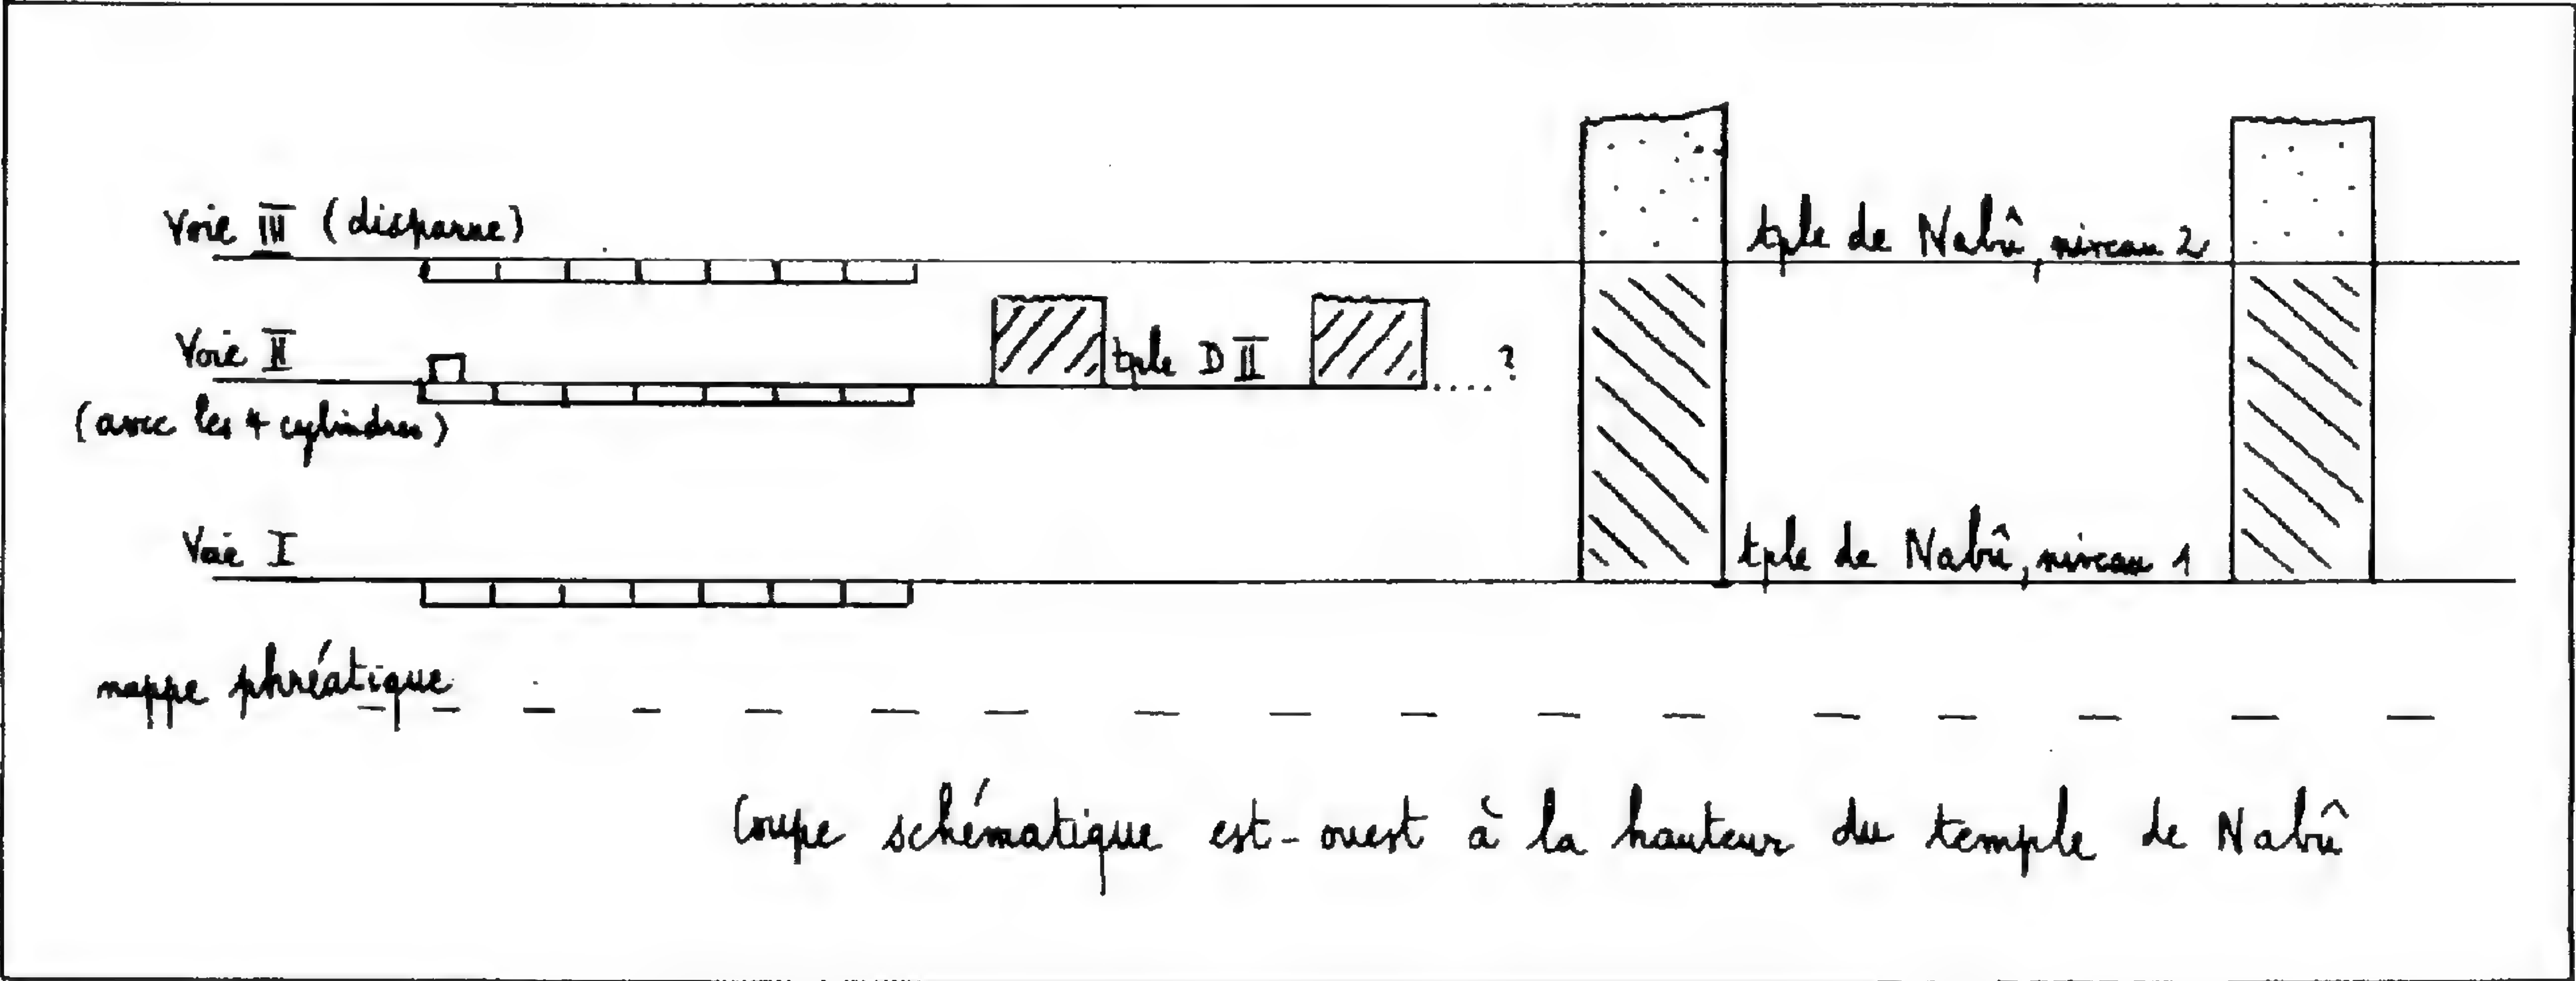 Voie III (disparue)
tple de Nabû, niveau 2
Voie II
tple D II
....?
(avec les 4 cylindres)
Voie I
tple de Nabû, niveau 1
nappe phréatique
Coupe schématique est-ouest à la hauteur du temple de Nabû